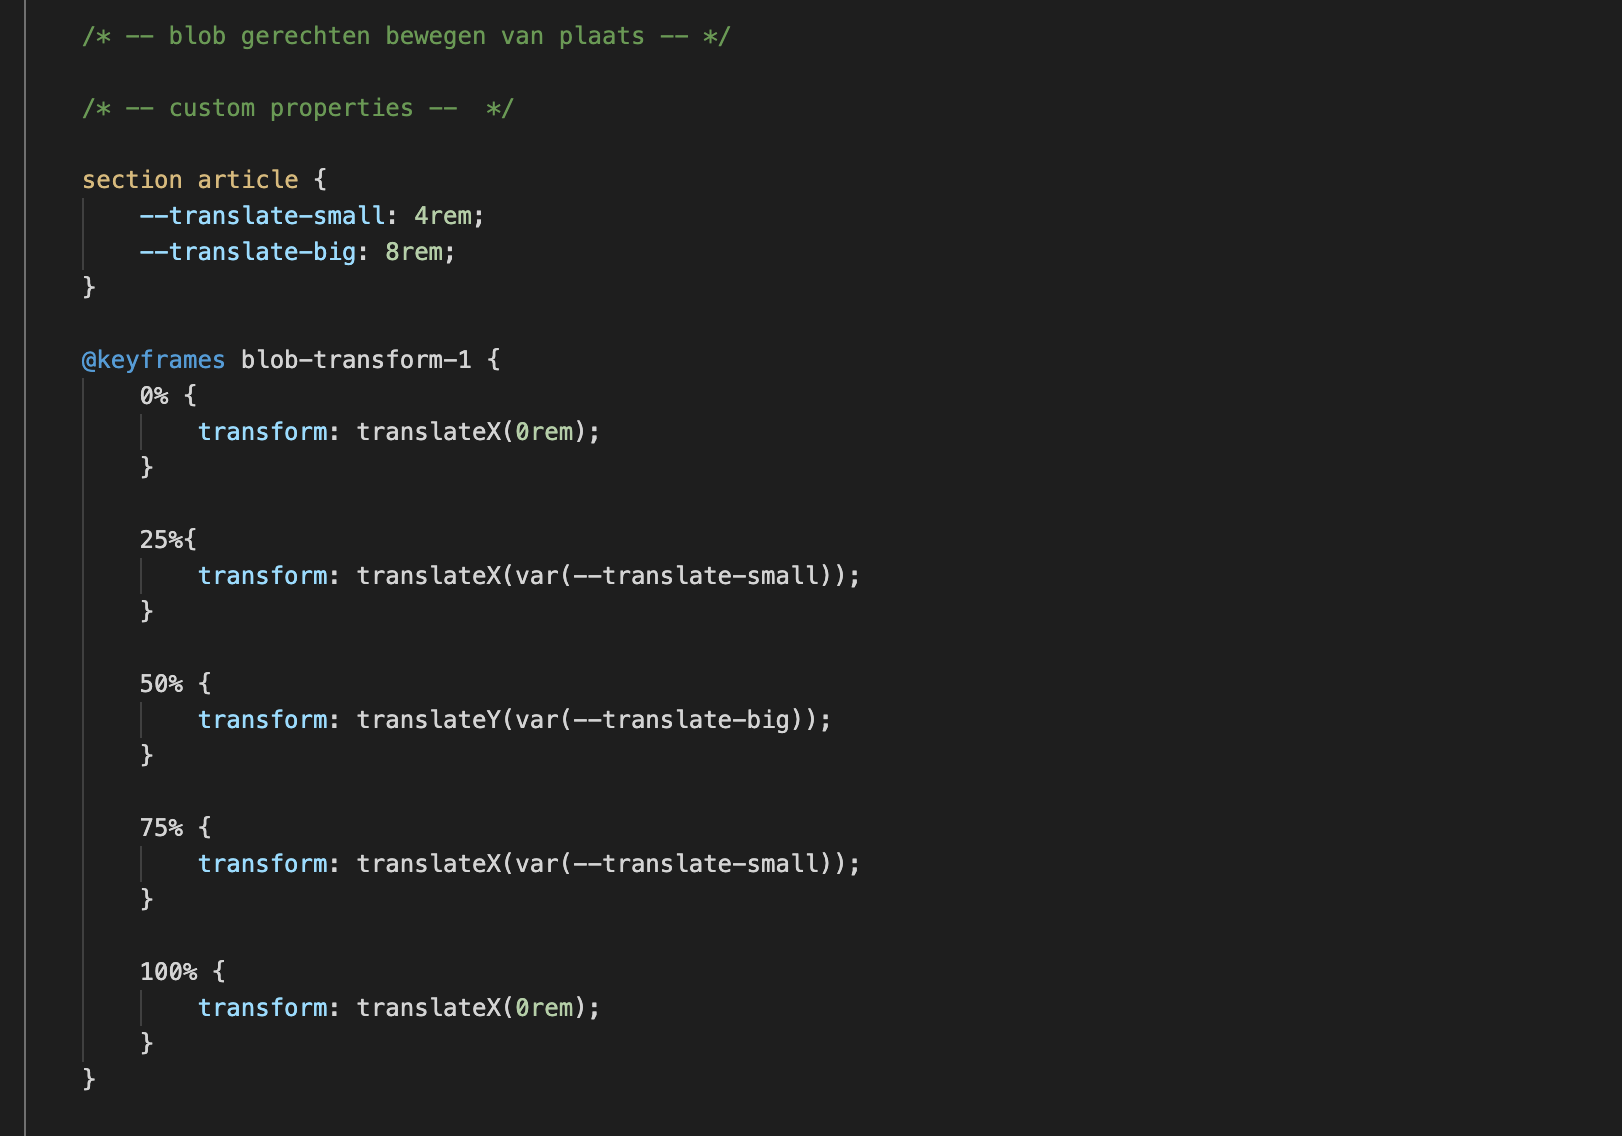 /* -- blob gerechten bewegen van plaats -- */
/* -- custom properties --  */
section article {
--translate-small: 4rem;
--translate-big: 8rem;
}
@keyframes blob-transform-1 {
0% {
transform: translateX(0rem);
}
25%{
transform: translateX(var(--translate-small));
}
50% {
transform: translateY(var(--translate-big));
}
75% {
transform: translateX(var(--translate-small));
}
100% {
transform: translateX(0rem);
}
}